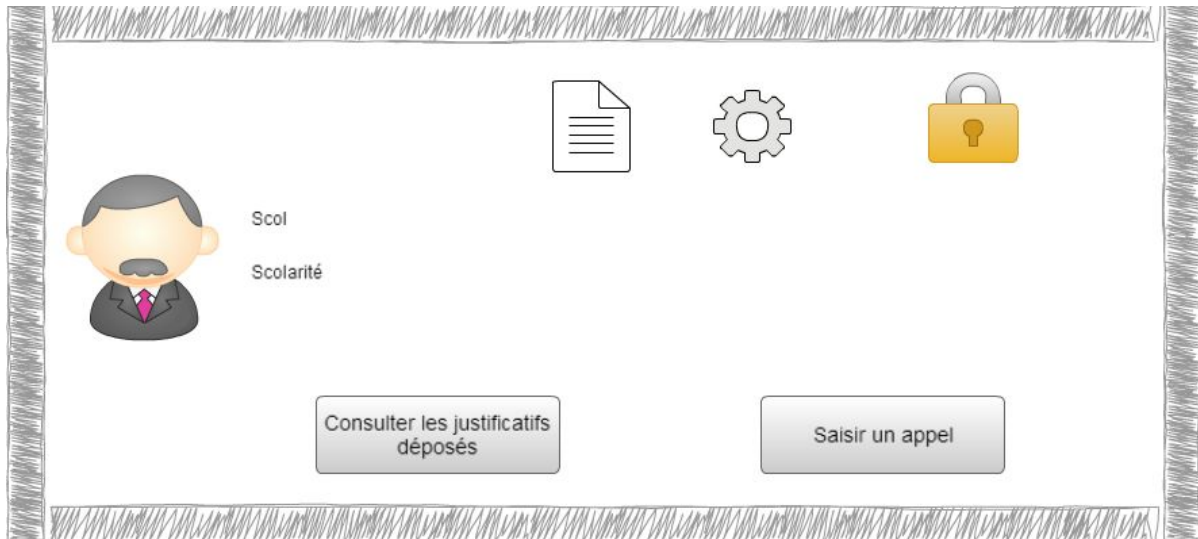 Scol
Scolarité
Consulter les justificatifs
déposés
Saisir un appel